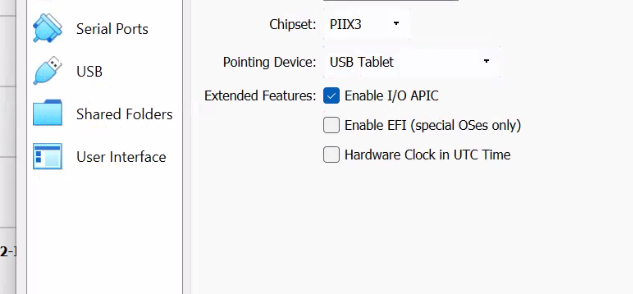 Serial Ports
USB
Shared Folders
User Interface
Chipset: PIIX3
Pointing Device: USB Tablet
Extended Features: Enable I/O APIC
Enable EFI (special OSes only)
Hardware Clock in UTC Time